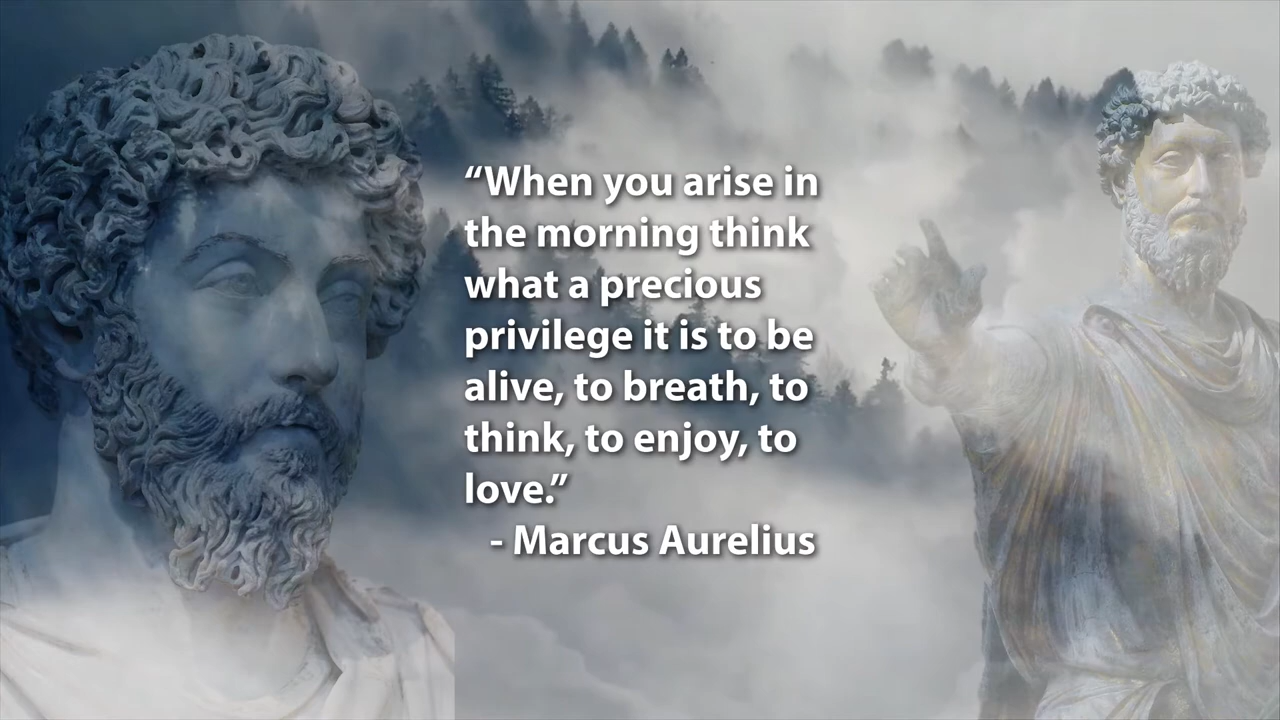 “When you arise in
the morning think
what a precious
privilege it is to be
alive, to breath, to
think, to enjoy, to
love.”
- Marcus Aurelius